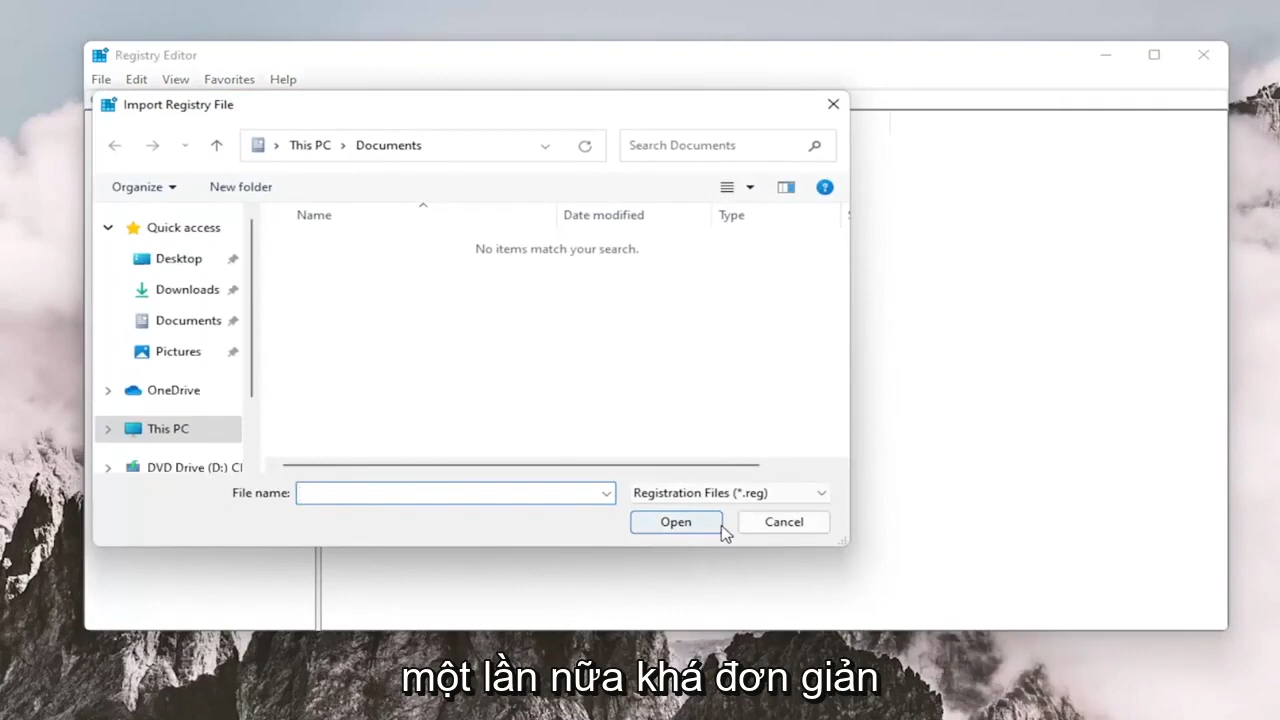 Registry Editor
File Edit View Favorites Help
Import Registry File
This PC Documents
Search Documents
Organize New folder
Name Date modified Type
Quick access
No items match your search.
Desktop
Downloads
Documents
Pictures
OneDrive
This PC
DVD Drive (D:)
File name: Registration Files (*.reg)
Open Cancel
một lần nữa khá đơn giản